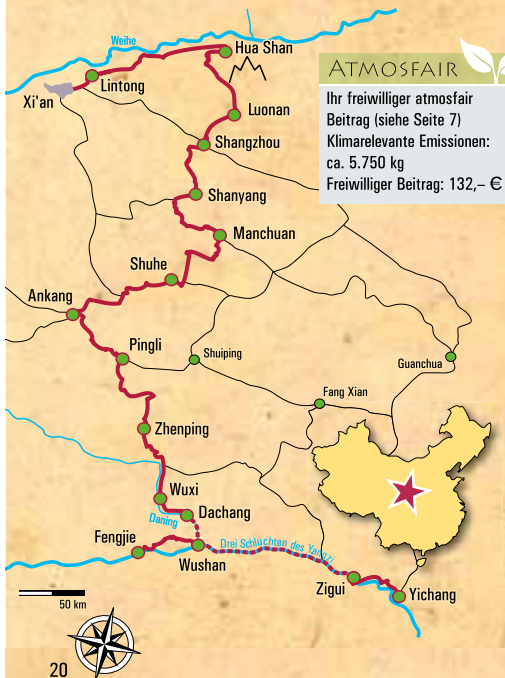 Weihe
Hua Shan
Lintong
Xi'an
ATMOSFAIR
Ihr freiwilliger atmosfair
Beitrag (siehe Seite 7)
Klimarelevante Emissionen:
ca. 5.750 kg
Freiwilliger Beitrag: 132,– €
Luonan
Shangzhou
Shanyang
Manchuan
Shuhe
Ankang
Pingli
Shuiping
Guanchua
Fang Xian
Zhenping
Wuxi
Dachang
Daning
Fengjie
Drei Schluchten des Yangzi
Wushan
Zigui
Yichang
50 km
20